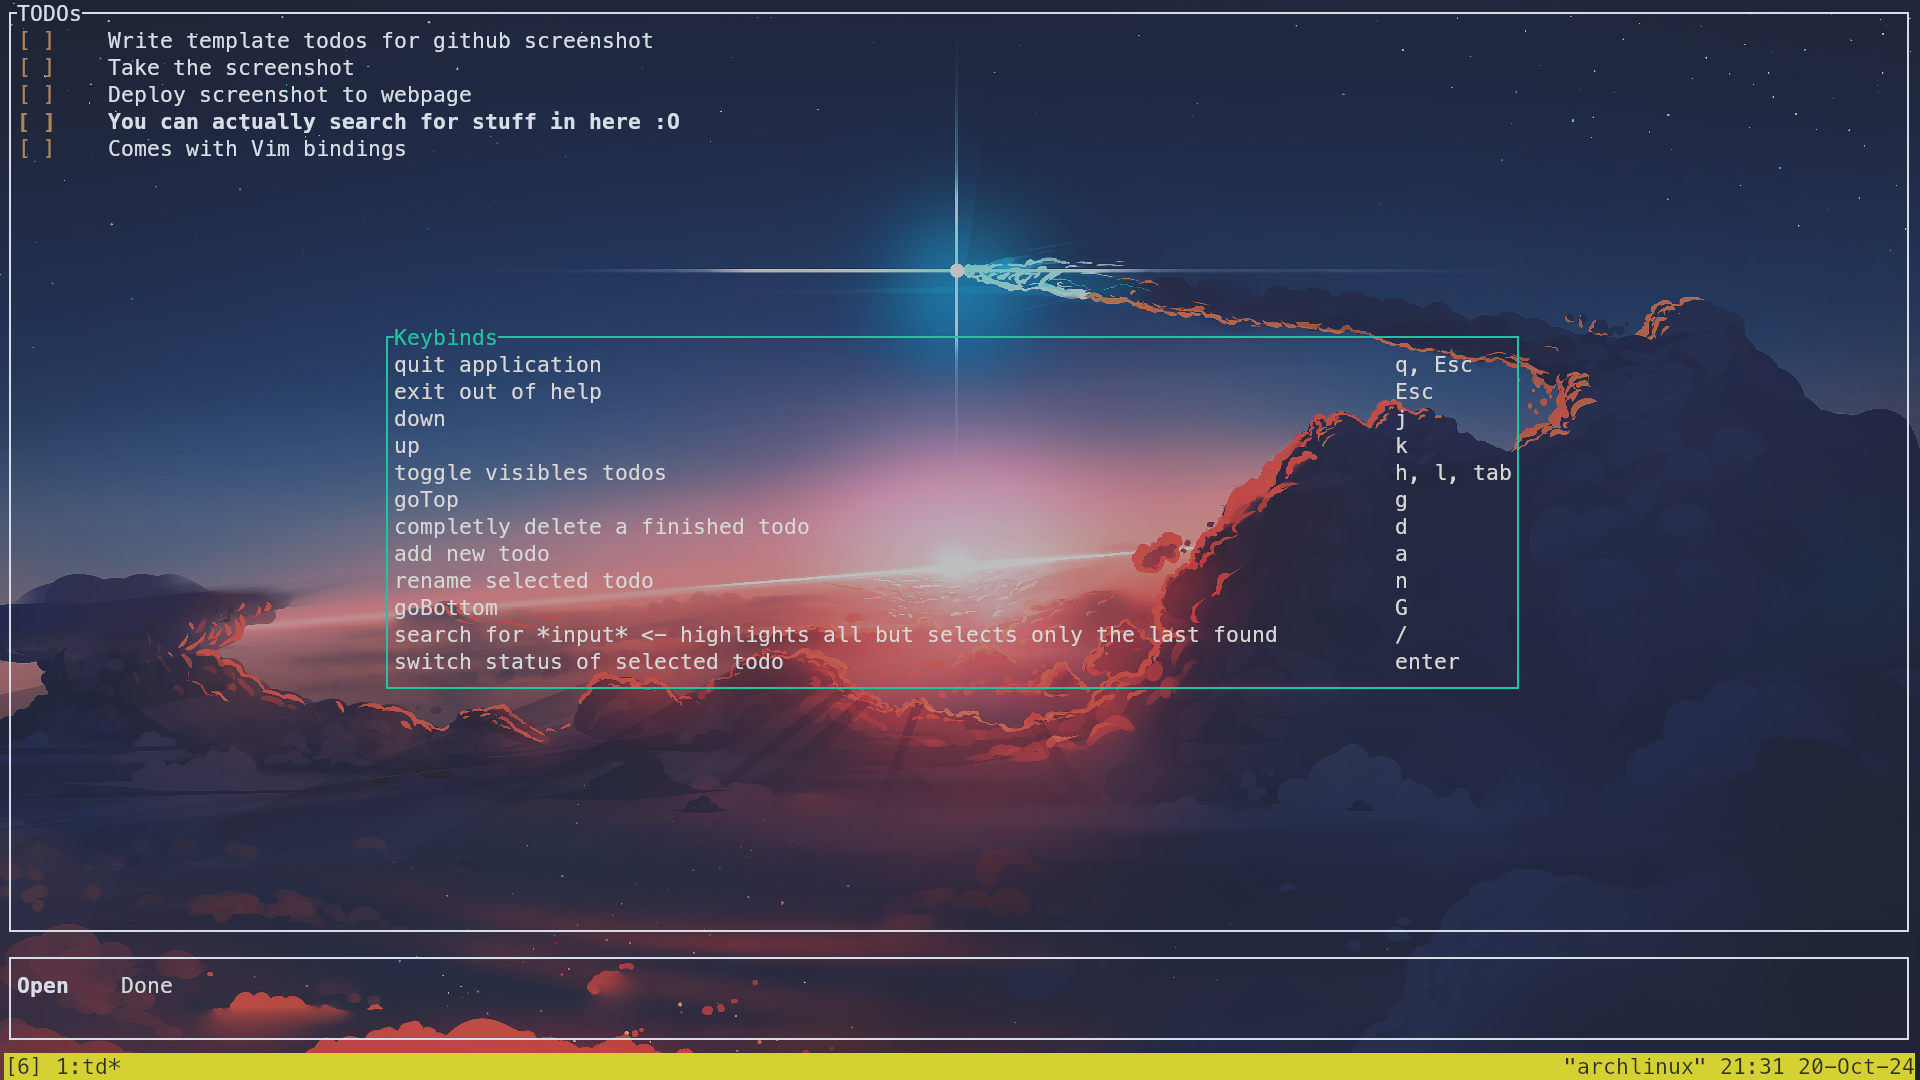 TODOs
[ ] Write template todos for github screenshot
[ ] Take the screenshot
[ ] Deploy screenshot to webpage
[ ] You can actually search for stuff in here :O
[ ] Comes with Vim bindings
Keybinds
quit application q, Esc
exit out of help Esc
down j
up k
toggle visibles todos h, l, tab
goTop g
completly delete a finished todo d
add new todo a
rename selected todo n
goBottom G
search for *input* <- highlights all but selects only the last found /
switch status of selected todo enter
Open Done
[6] 1:td* "archlinux" 21:31 20-Oct-24